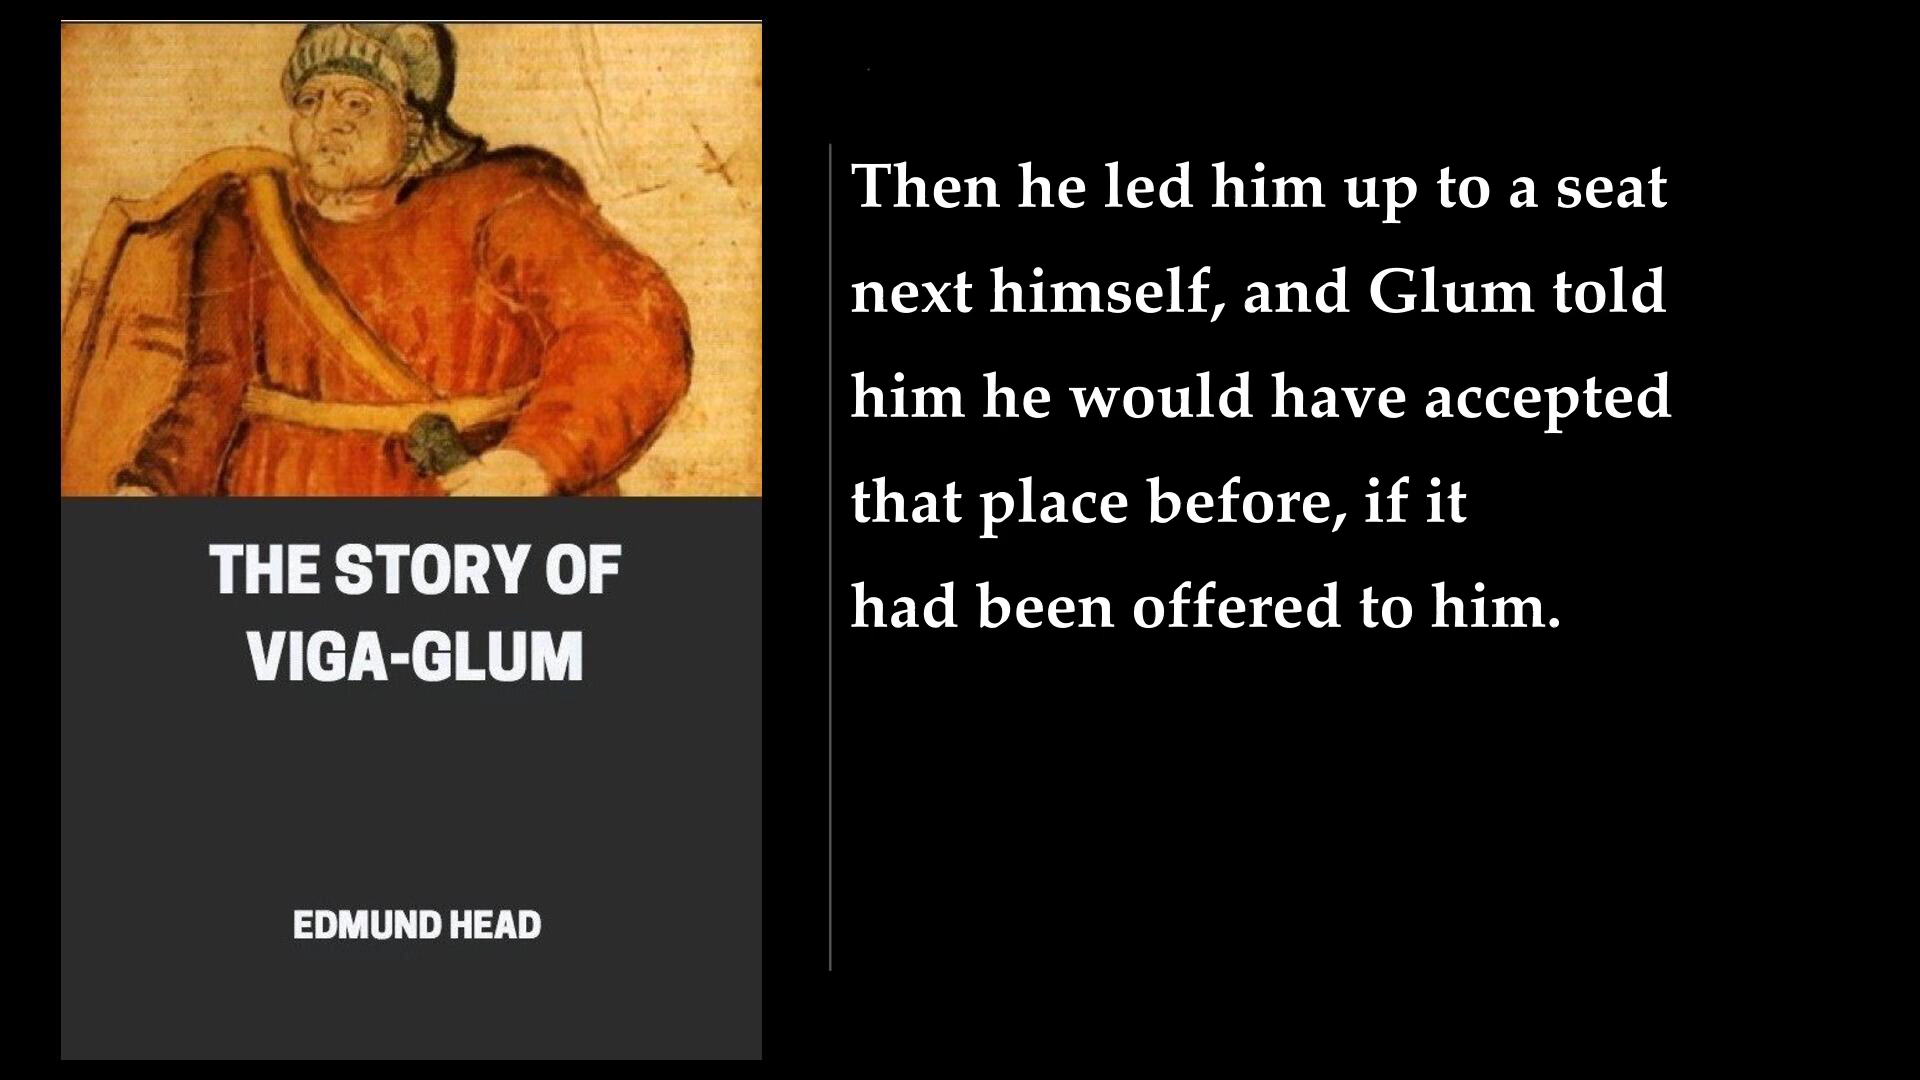 THE STORY OF
VIGA-GLUM
EDMUND HEAD
Then he led him up to a seat
next himself, and Glum told
him he would have accepted
that place before, if it
had been offered to him.